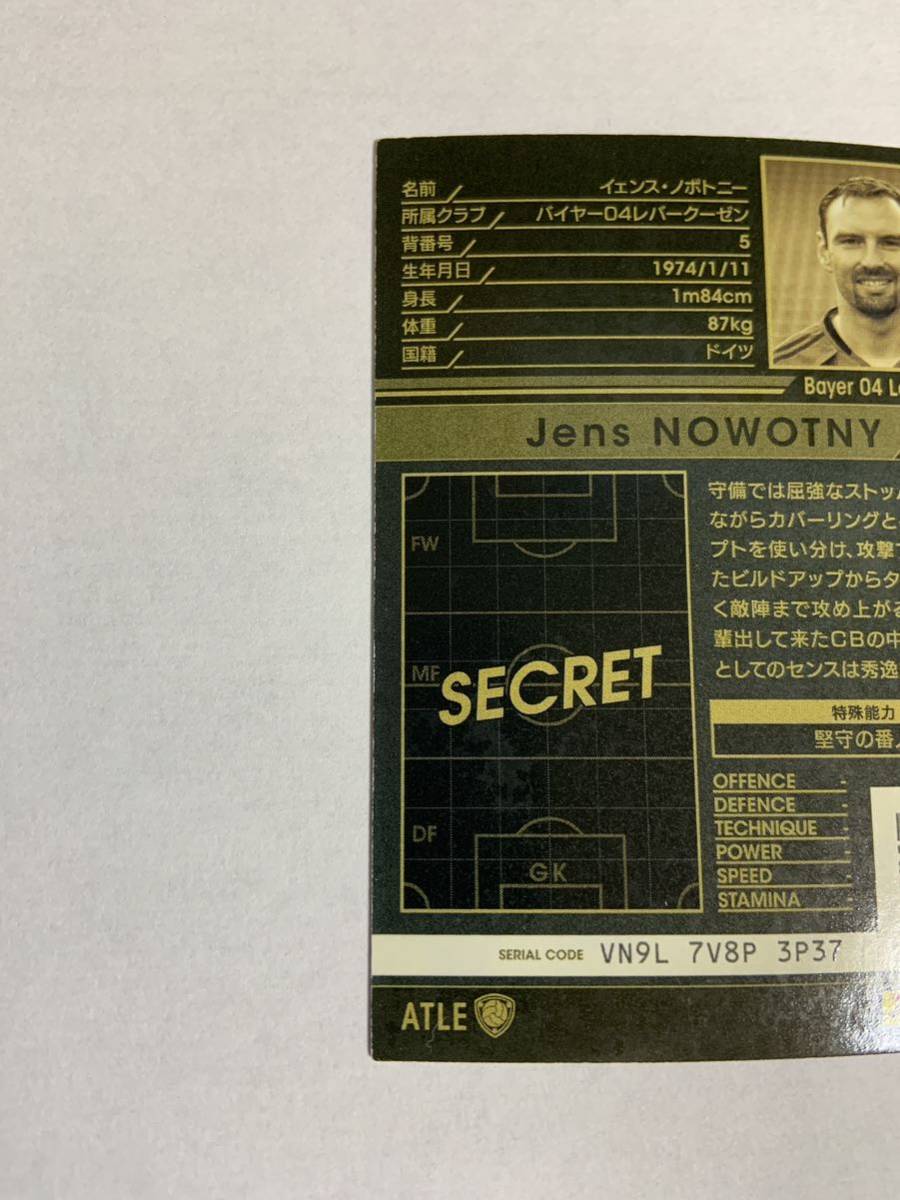 名前 イェンス・ノボトニー
所属クラブ バイヤー04レバークーゼン
背番号 5
生年月日 1974/1/11
身長 1m84cm
体重 87kg
国籍 ドイツ
Bayer 04
Jens NOWOTNY
守備では屈強なストッ
ながらカバーリングと
プトを使い分け、攻撃
たビルドアップからタ
く敵陣まで攻め上がる
輩出して来たCBの中
としてのセンスは秀逸
FW
MF
SECRET
DF
GK
特殊能力
堅守の番
OFFENCE -
DEFENCE -
TECHNIQUE -
POWER -
SPEED -
STAMINA -
SERIAL CODE VN9L 7V8P 3P37
ATLE